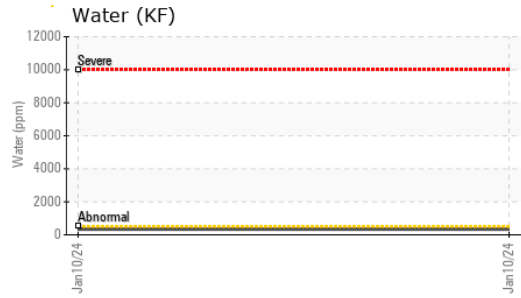 Water (KF)
12000
10000
8000
6000
4000
2000
0
Water (ppm)
Severe
Abnormal
Jan10/24
Jan10/24